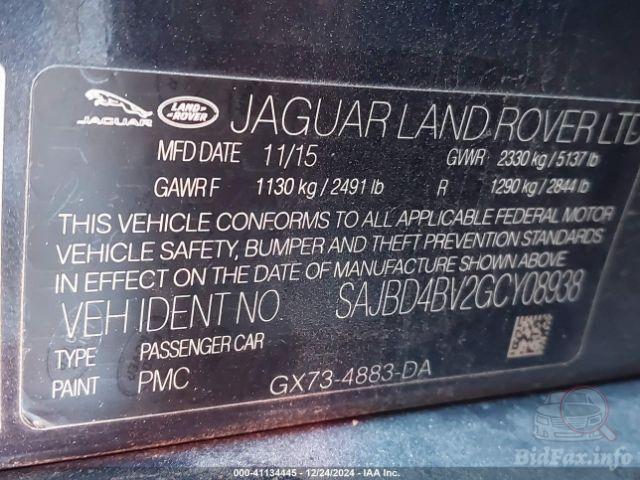 JAGUAR
LAND
ROVER
JAGUAR LAND ROVER LTD
MFD DATE 11/15 GVWR 2330 kg / 5137 lb
GAWR F 1130 kg / 2491 lb R 1290 kg / 2844 lb
THIS VEHICLE CONFORMS TO ALL APPLICABLE FEDERAL MOTOR
VEHICLE SAFETY, BUMPER AND THEFT PREVENTION STANDARDS
IN EFFECT ON THE DATE OF MANUFACTURE SHOWN ABOVE
VEH IDENT NO. SAJBD4BV2GCY08938
TYPE PASSENGER CAR
PAINT PMC GX73-4883-DA
BidFax.info
000-41134445 - 12/24/2024 - IAA Inc.